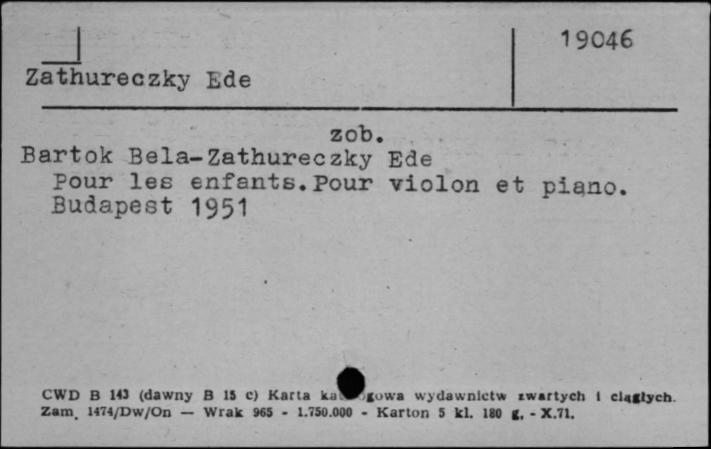 19046
Zathureczky Ede
zob.
Bartok Bela-Zathureczky Ede
Pour les enfants.Pour violon et piano.
Budapest 1951
CWD B 143 (dawny B 15 c) Karta wydawnictw zwartych i ciągłych.
Zam. 1474/Dw/On — Wrak 965 - 1.750.000 - Karton 5 kl. 180 g. - X.71.